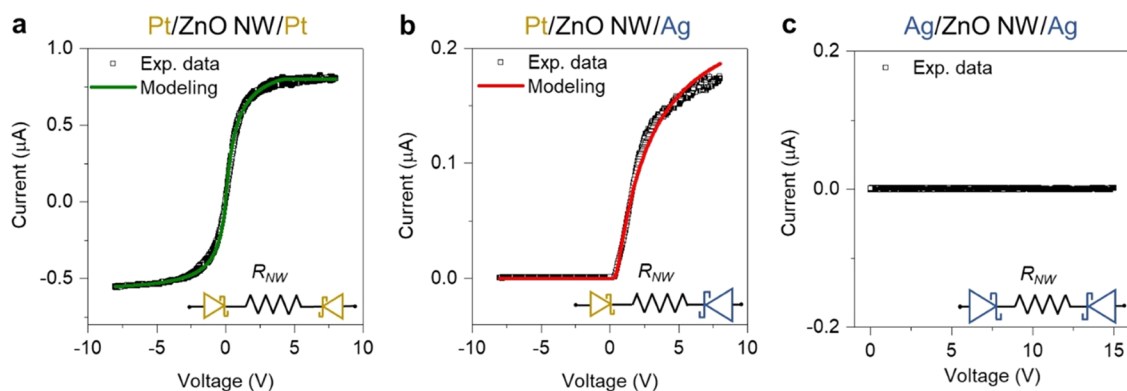 a
Pt/ZnO NW/Pt
1.0
0.5
0.0
-0.5
Current (μA)
Exp. data
Modeling
R_NW
-10
-5
0
5
10
Voltage (V)
b
Pt/ZnO NW/Ag
0.2
0.1
0.0
Current (μA)
Exp. data
Modeling
R_NW
-10
-5
0
5
10
Voltage (V)
c
Ag/ZnO NW/Ag
0.2
0.0
-0.2
Current (μA)
Exp. data
R_NW
0
5
10
15
Voltage (V)